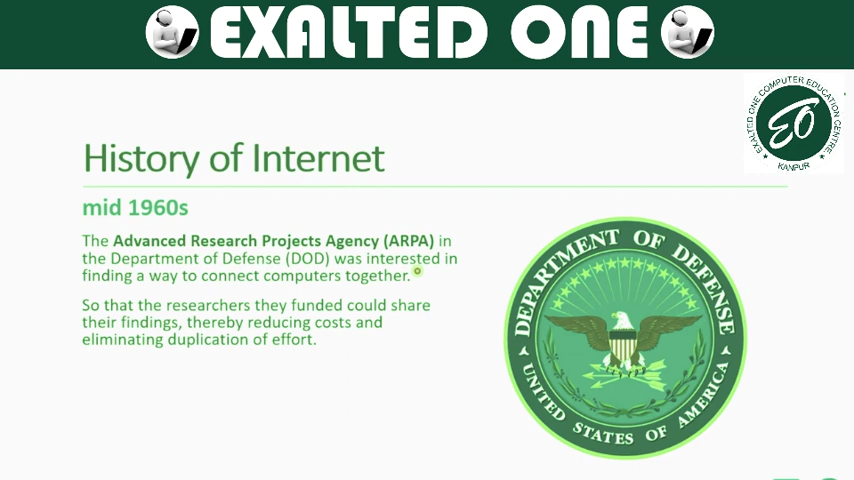 EXALTED ONE
EXALTED ONE COMPUTER EDUCATION CENTRE,
EO
KANPUR
History of Internet
mid 1960s
The Advanced Research Projects Agency (ARPA) in
the Department of Defense (DOD) was interested in
finding a way to connect computers together.
So that the researchers they funded could share
their findings, thereby reducing costs and
eliminating duplication of effort.
DEPARTMENT OF DEFENSE
UNITED STATES OF AMERICA